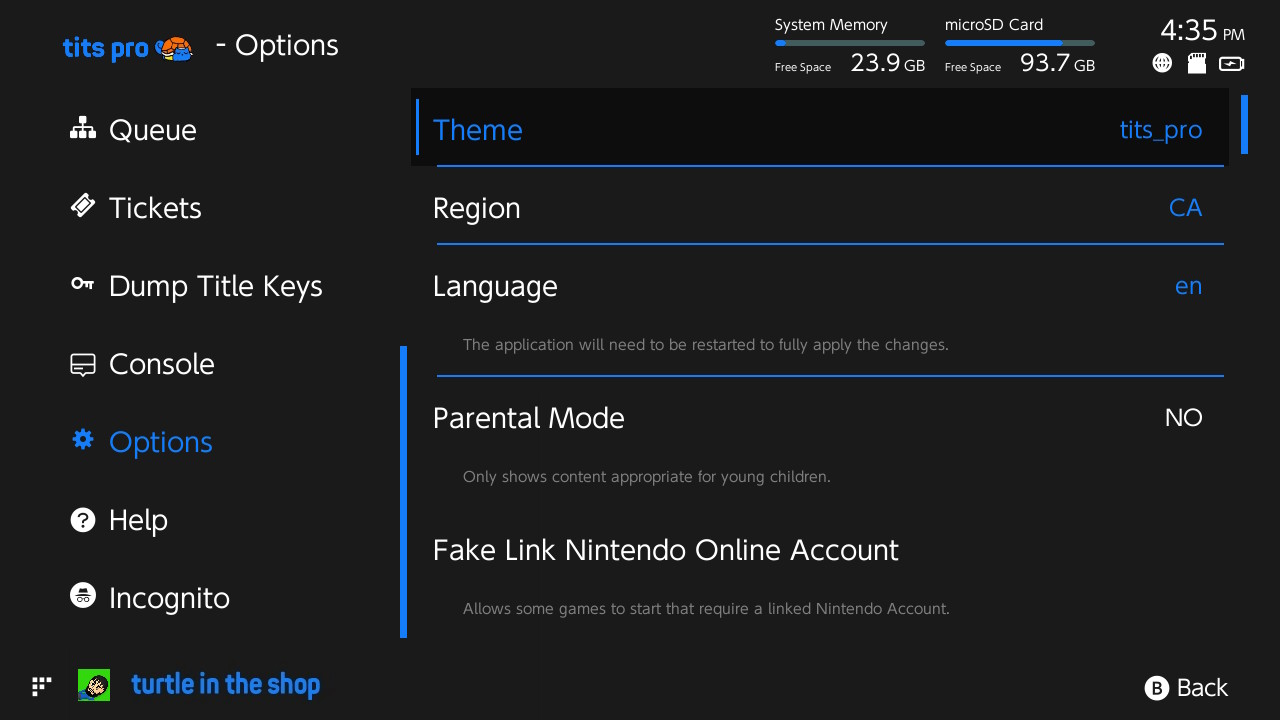 tits pro - Options
System Memory
Free Space 23.9 GB
microSD Card
Free Space 93.7 GB
4:35 PM
Queue
Tickets
Dump Title Keys
Console
Options
Help
Incognito
Theme tits_pro
Region CA
Language en
The application will need to be restarted to fully apply the changes.
Parental Mode NO
Only shows content appropriate for young children.
Fake Link Nintendo Online Account
Allows some games to start that require a linked Nintendo Account.
turtle in the shop
B Back